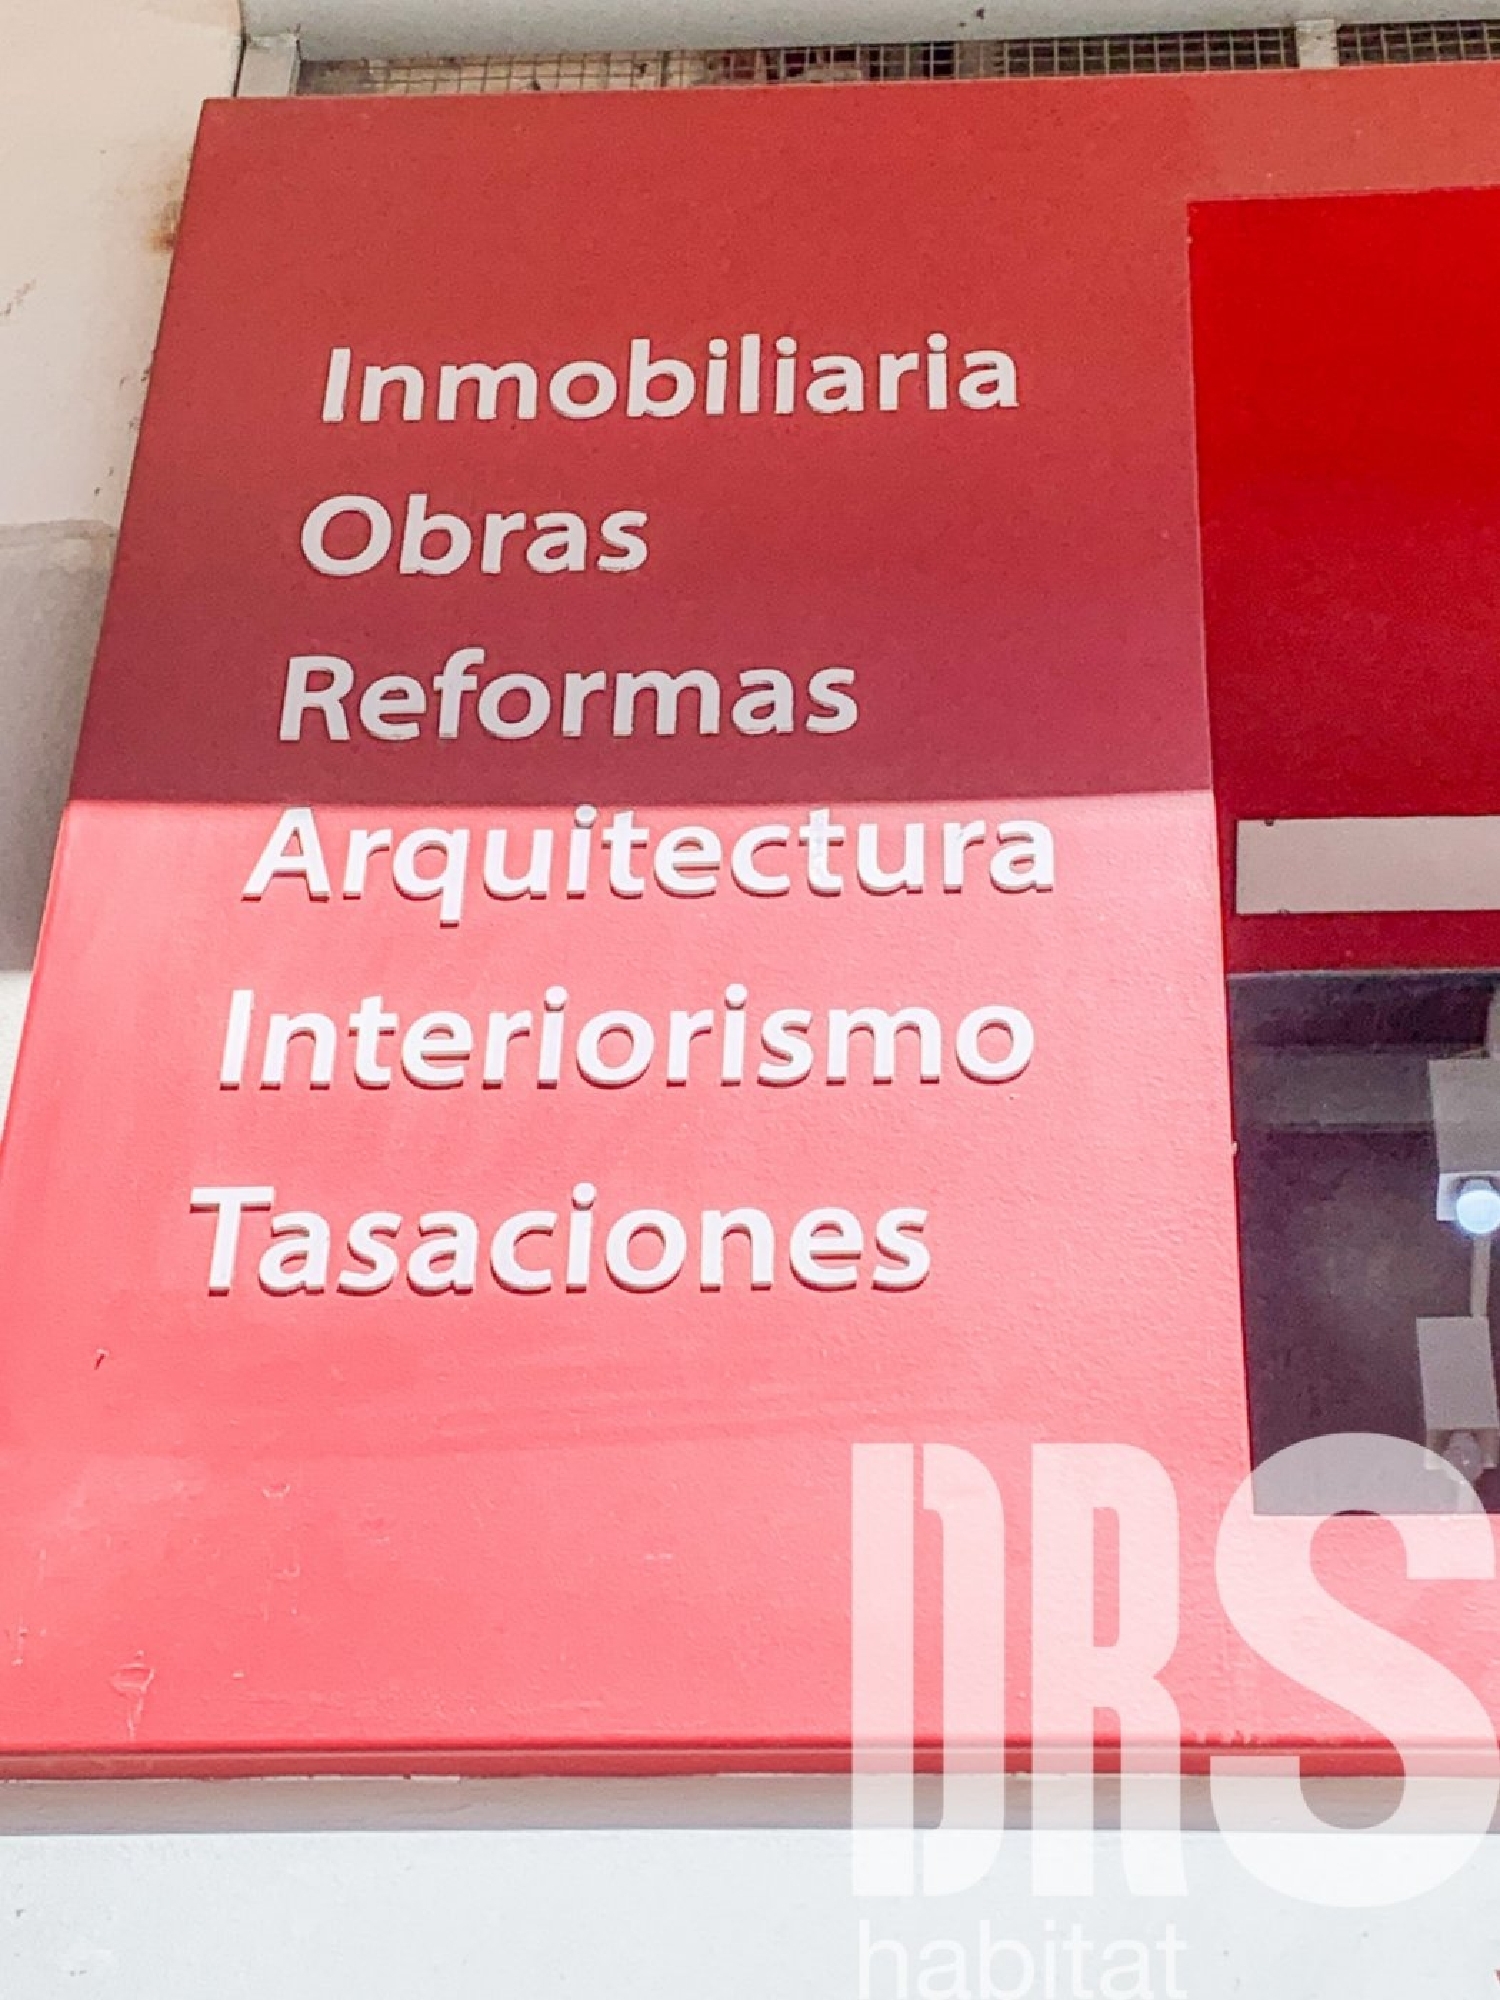 Inmobiliaria
Obras
Reformas
Arquitectura
Interiorismo
Tasaciones
DRS
habitat